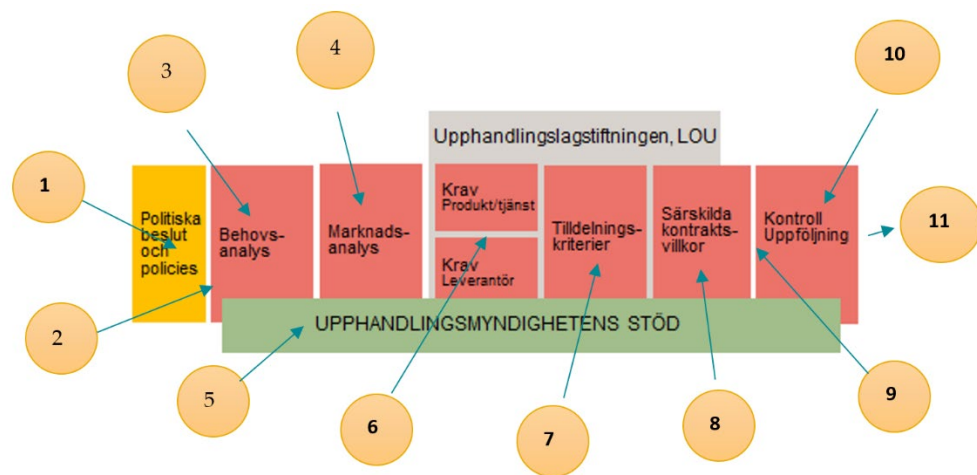 3
4
10
Upphandlingslagstiftningen, LOU
1
Politiska
beslut
och
policies
Behovs-
analys
Marknads-
analys
Krav
Produkt/tjänst
Krav
Leverantör
Tilldelnings-
kriterier
Särskilda
kontrakts-
villkor
Kontroll
Uppföljning
11
2
UPPHANDLINGSMYNDIGHETENS STÖD
5
6
7
8
9